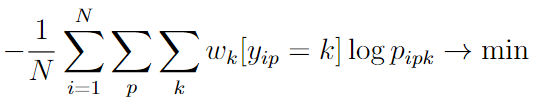 $-\frac{1}{N} \sum_{i=1}^{N} \sum_{p} \sum_{k} w_k [y_{ip} = k] \log p_{ipk} \to \min$